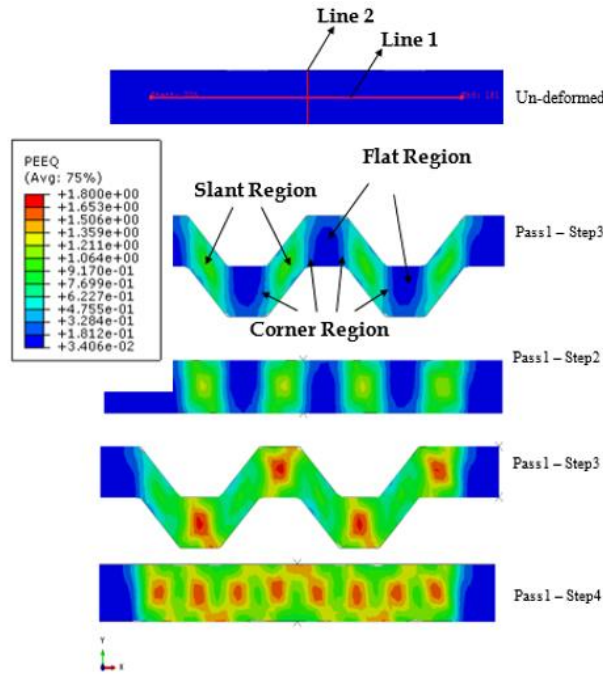 Line 2
Line 1
Un-deformed
PEEQ
(Avg: 75%)
+1.800e+00
+1.653e+00
+1.506e+00
+1.359e+00
+1.211e+00
+1.064e+00
+9.170e-01
+7.699e-01
+6.227e-01
+4.755e-01
+3.284e-01
+1.812e-01
+3.406e-02
Flat Region
Slant Region
Pass1 – Step3
Corner Region
Pass1 – Step2
Pass1 – Step3
Pass1 – Step4
Y
X